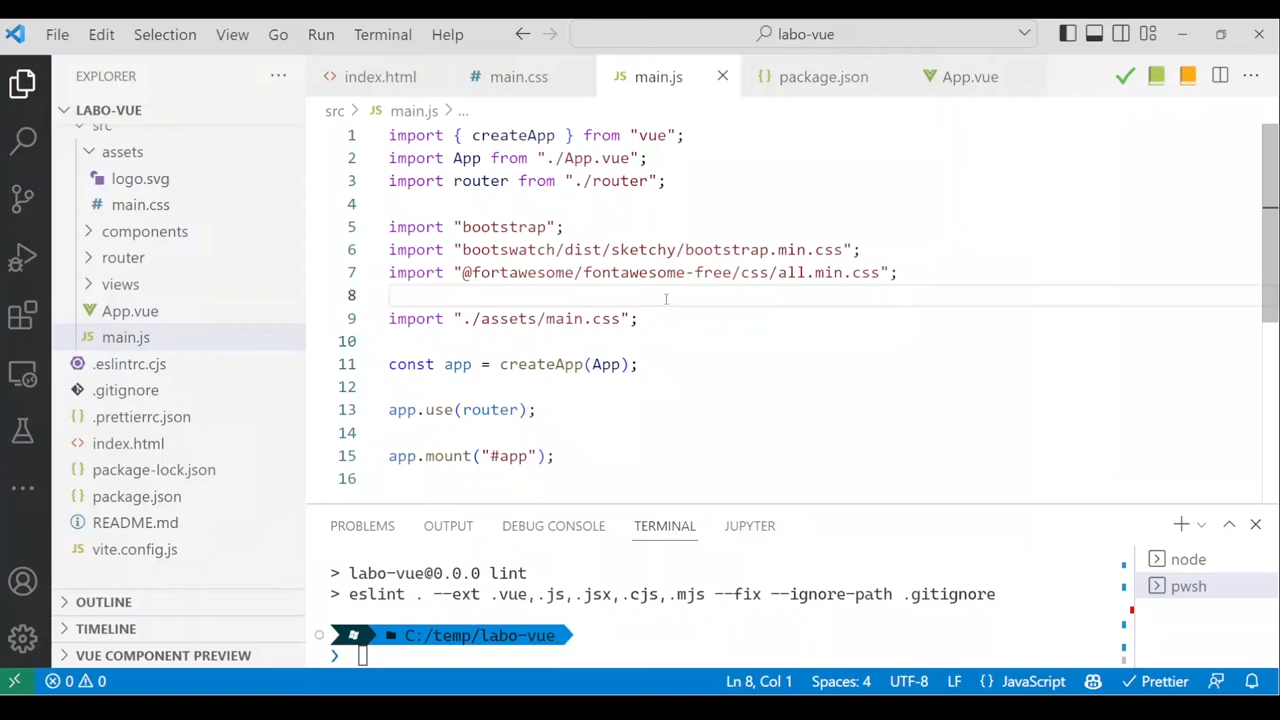 File Edit Selection View Go Run Terminal Help labo-vue
EXPLORER
LABO-VUE
src
assets
logo.svg
# main.css
components
router
views
App.vue
JS main.js
.eslintrc.cjs
.gitignore
{} .prettierrc.json
<> index.html
{} package-lock.json
{} package.json
README.md
JS vite.config.js
OUTLINE
TIMELINE
VUE COMPONENT PREVIEW
<> index.html # main.css JS main.js {} package.json App.vue
src > JS main.js > ...
1 import { createApp } from "vue";
2 import App from "./App.vue";
3 import router from "./router";
4
5 import "bootstrap";
6 import "bootswatch/dist/sketchy/bootstrap.min.css";
7 import "@fortawesome/fontawesome-free/css/all.min.css";
8
9 import "./assets/main.css";
10
11 const app = createApp(App);
12
13 app.use(router);
14
15 app.mount("#app");
16
PROBLEMS OUTPUT DEBUG CONSOLE TERMINAL JUPYTER
> labo-vue@0.0.0 lint
> eslint . --ext .vue,.js,.jsx,.cjs,.mjs --fix --ignore-path .gitignore
C:/temp/labo-vue
node
pwsh
0 0 Ln 8, Col 1 Spaces: 4 UTF-8 LF {} JavaScript Prettier